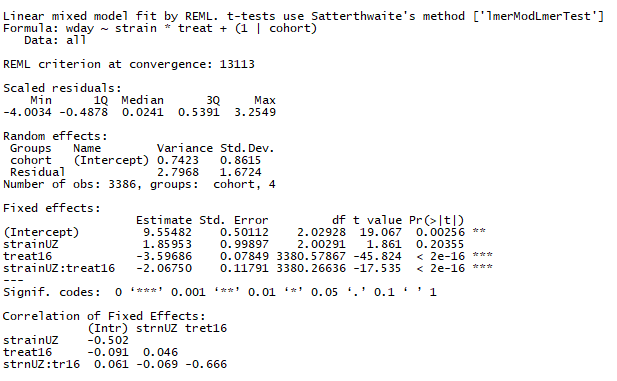 Linear mixed model fit by REML. t-tests use Satterthwaite's method ['lmerModLmerTest']
Formula: wday ~ strain * treat + (1 | cohort)
   Data: all

REML criterion at convergence: 13113

Scaled residuals:
    Min      1Q  Median      3Q     Max
-4.0034 -0.4878  0.0241  0.5391  3.2549

Random effects:
 Groups   Name        Variance Std.Dev.
 cohort   (Intercept) 0.7423   0.8615
 Residual             2.7968   1.6724
Number of obs: 3386, groups:  cohort, 4

Fixed effects:
                   Estimate Std. Error         df t value Pr(>|t|)
(Intercept)         9.55482    0.50112    2.02928  19.067  0.00256 **
strainUZ            1.85953    0.99897    2.00291   1.861  0.20355
treat16            -3.59686    0.07849 3380.57867 -45.824  < 2e-16 ***
strainUZ:treat16   -2.06750    0.11791 3380.26636 -17.535  < 2e-16 ***
---
Signif. codes:  0 ‘***’ 0.001 ‘**’ 0.01 ‘*’ 0.05 ‘.’ 0.1 ‘ ’ 1

Correlation of Fixed Effects:
            (Intr) strnUZ tret16
strainUZ    -0.502
treat16     -0.091  0.046
strnUZ:tr16  0.061 -0.069 -0.666